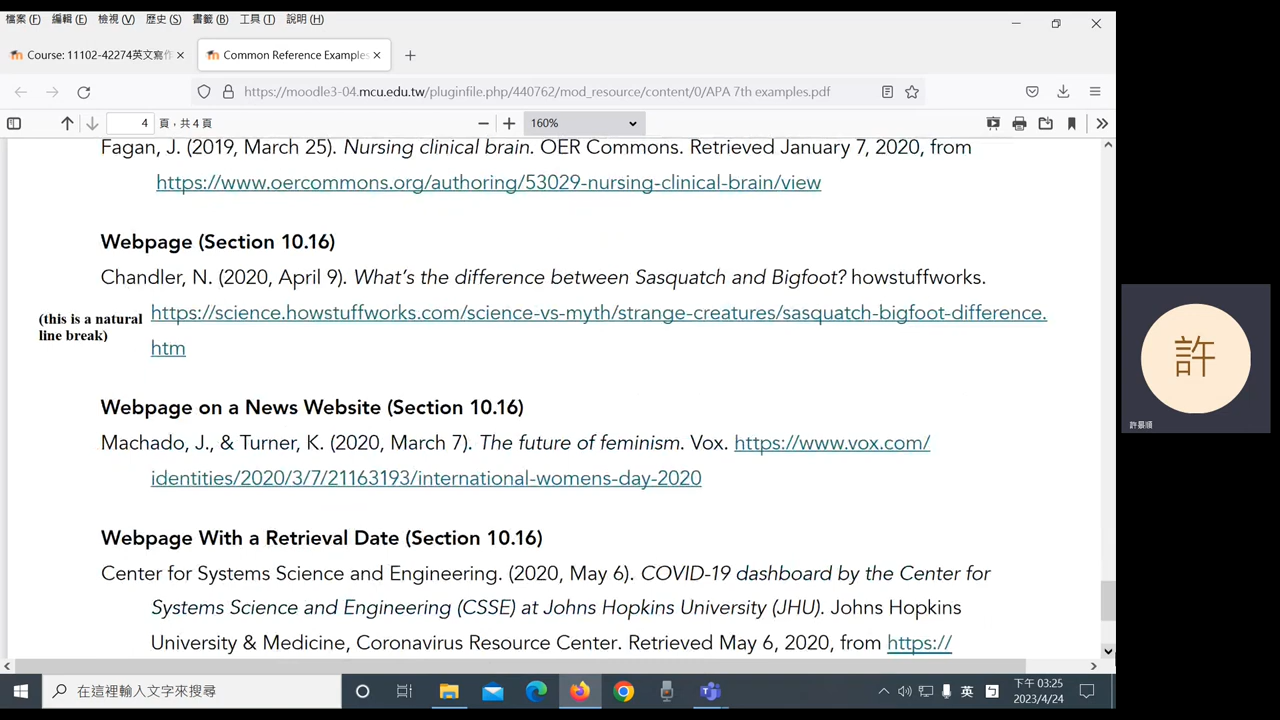 檔案 (F) 編輯 (E) 檢視 (V) 歷史 (S) 書籤 (B) 工具 (T) 說明 (H)
Course: 11102-42274英文寫作
Common Reference Examples
https://moodle3-04.mcu.edu.tw/pluginfile.php/440762/mod_resource/content/0/APA 7th examples.pdf
4 頁，共 4 頁
160%
Fagan, J. (2019, March 25). Nursing clinical brain. OER Commons. Retrieved January 7, 2020, from
https://www.oercommons.org/authoring/53029-nursing-clinical-brain/view
Webpage (Section 10.16)
Chandler, N. (2020, April 9). What’s the difference between Sasquatch and Bigfoot? howstuffworks.
(this is a natural
line break)
https://science.howstuffworks.com/science-vs-myth/strange-creatures/sasquatch-bigfoot-difference.
htm
Webpage on a News Website (Section 10.16)
Machado, J., & Turner, K. (2020, March 7). The future of feminism. Vox. https://www.vox.com/
identities/2020/3/7/21163193/international-womens-day-2020
Webpage With a Retrieval Date (Section 10.16)
Center for Systems Science and Engineering. (2020, May 6). COVID-19 dashboard by the Center for
Systems Science and Engineering (CSSE) at Johns Hopkins University (JHU). Johns Hopkins
University & Medicine, Coronavirus Resource Center. Retrieved May 6, 2020, from https://
許
許景順
在這裡輸入文字來搜尋
英
下午 03:25
2023/4/24